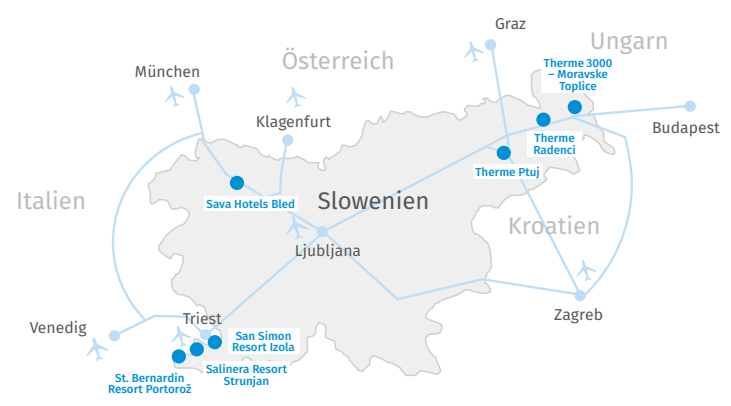 Graz
Ungarn
Österreich
Therme 3000
– Moravske
Toplice
München
Klagenfurt
Budapest
Therme
Radenci
Therme Ptuj
Italien
Sava Hotels Bled
Slowenien
Kroatien
Ljubljana
Zagreb
Triest
Venedig
San Simon
Resort Izola
Salinera Resort
Strunjan
St. Bernardin
Resort Portorož